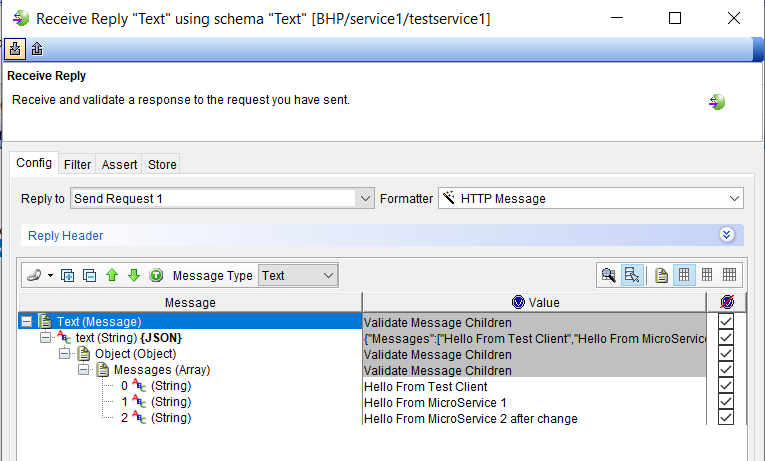 Receive Reply "Text" using schema "Text" [BHP/service1/testservice1]
Receive Reply
Receive and validate a response to the request you have sent.
Config Filter Assert Store
Reply to Send Request 1 Formatter HTTP Message
Reply Header
Message Type Text
Message Value
Text (Message) Validate Message Children
text (String) {JSON} {"Messages":["Hello From Test Client","Hello From MicroService
Object (Object) Validate Message Children
Messages (Array) Validate Message Children
0 (String) Hello From Test Client
1 (String) Hello From MicroService 1
2 (String) Hello From MicroService 2 after change